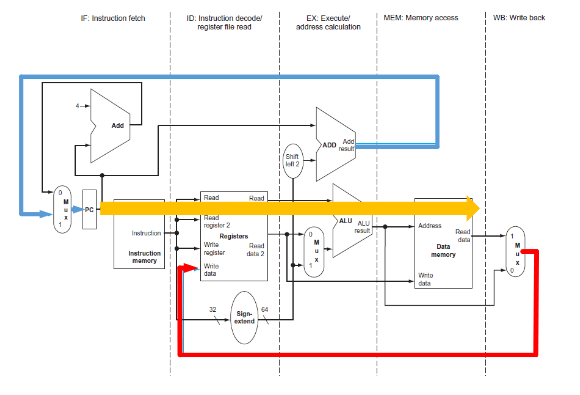 IF: Instruction fetch
ID: Instruction decode/
register file read
EX: Execute/
address calculation
MEM: Memory access
WB: Write back
4
Add
ADD
Add
result
Shift
left 2
0
M
u
x
1
PC
Instruction
Instruction
memory
Read
Read
register 2
Write
register
Write
data
Registers
Read
Read
data 2
0
M
u
x
1
ALU
ALU
result
Address
Data
memory
Read
data
Write
data
1
M
u
x
0
32
Sign-
extend
64